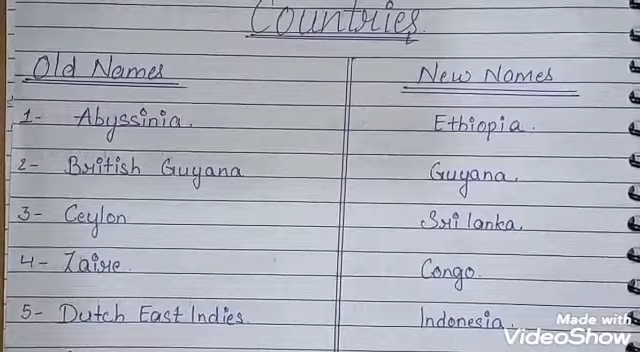 Countries
Old Names New Names
1- Abyssinia. Ethiopia.
2- British Guyana Guyana.
3- Ceylon Sri lanka.
4- Zaire. Congo.
5- Dutch East Indies. Indonesia.
Made with
VideoShow